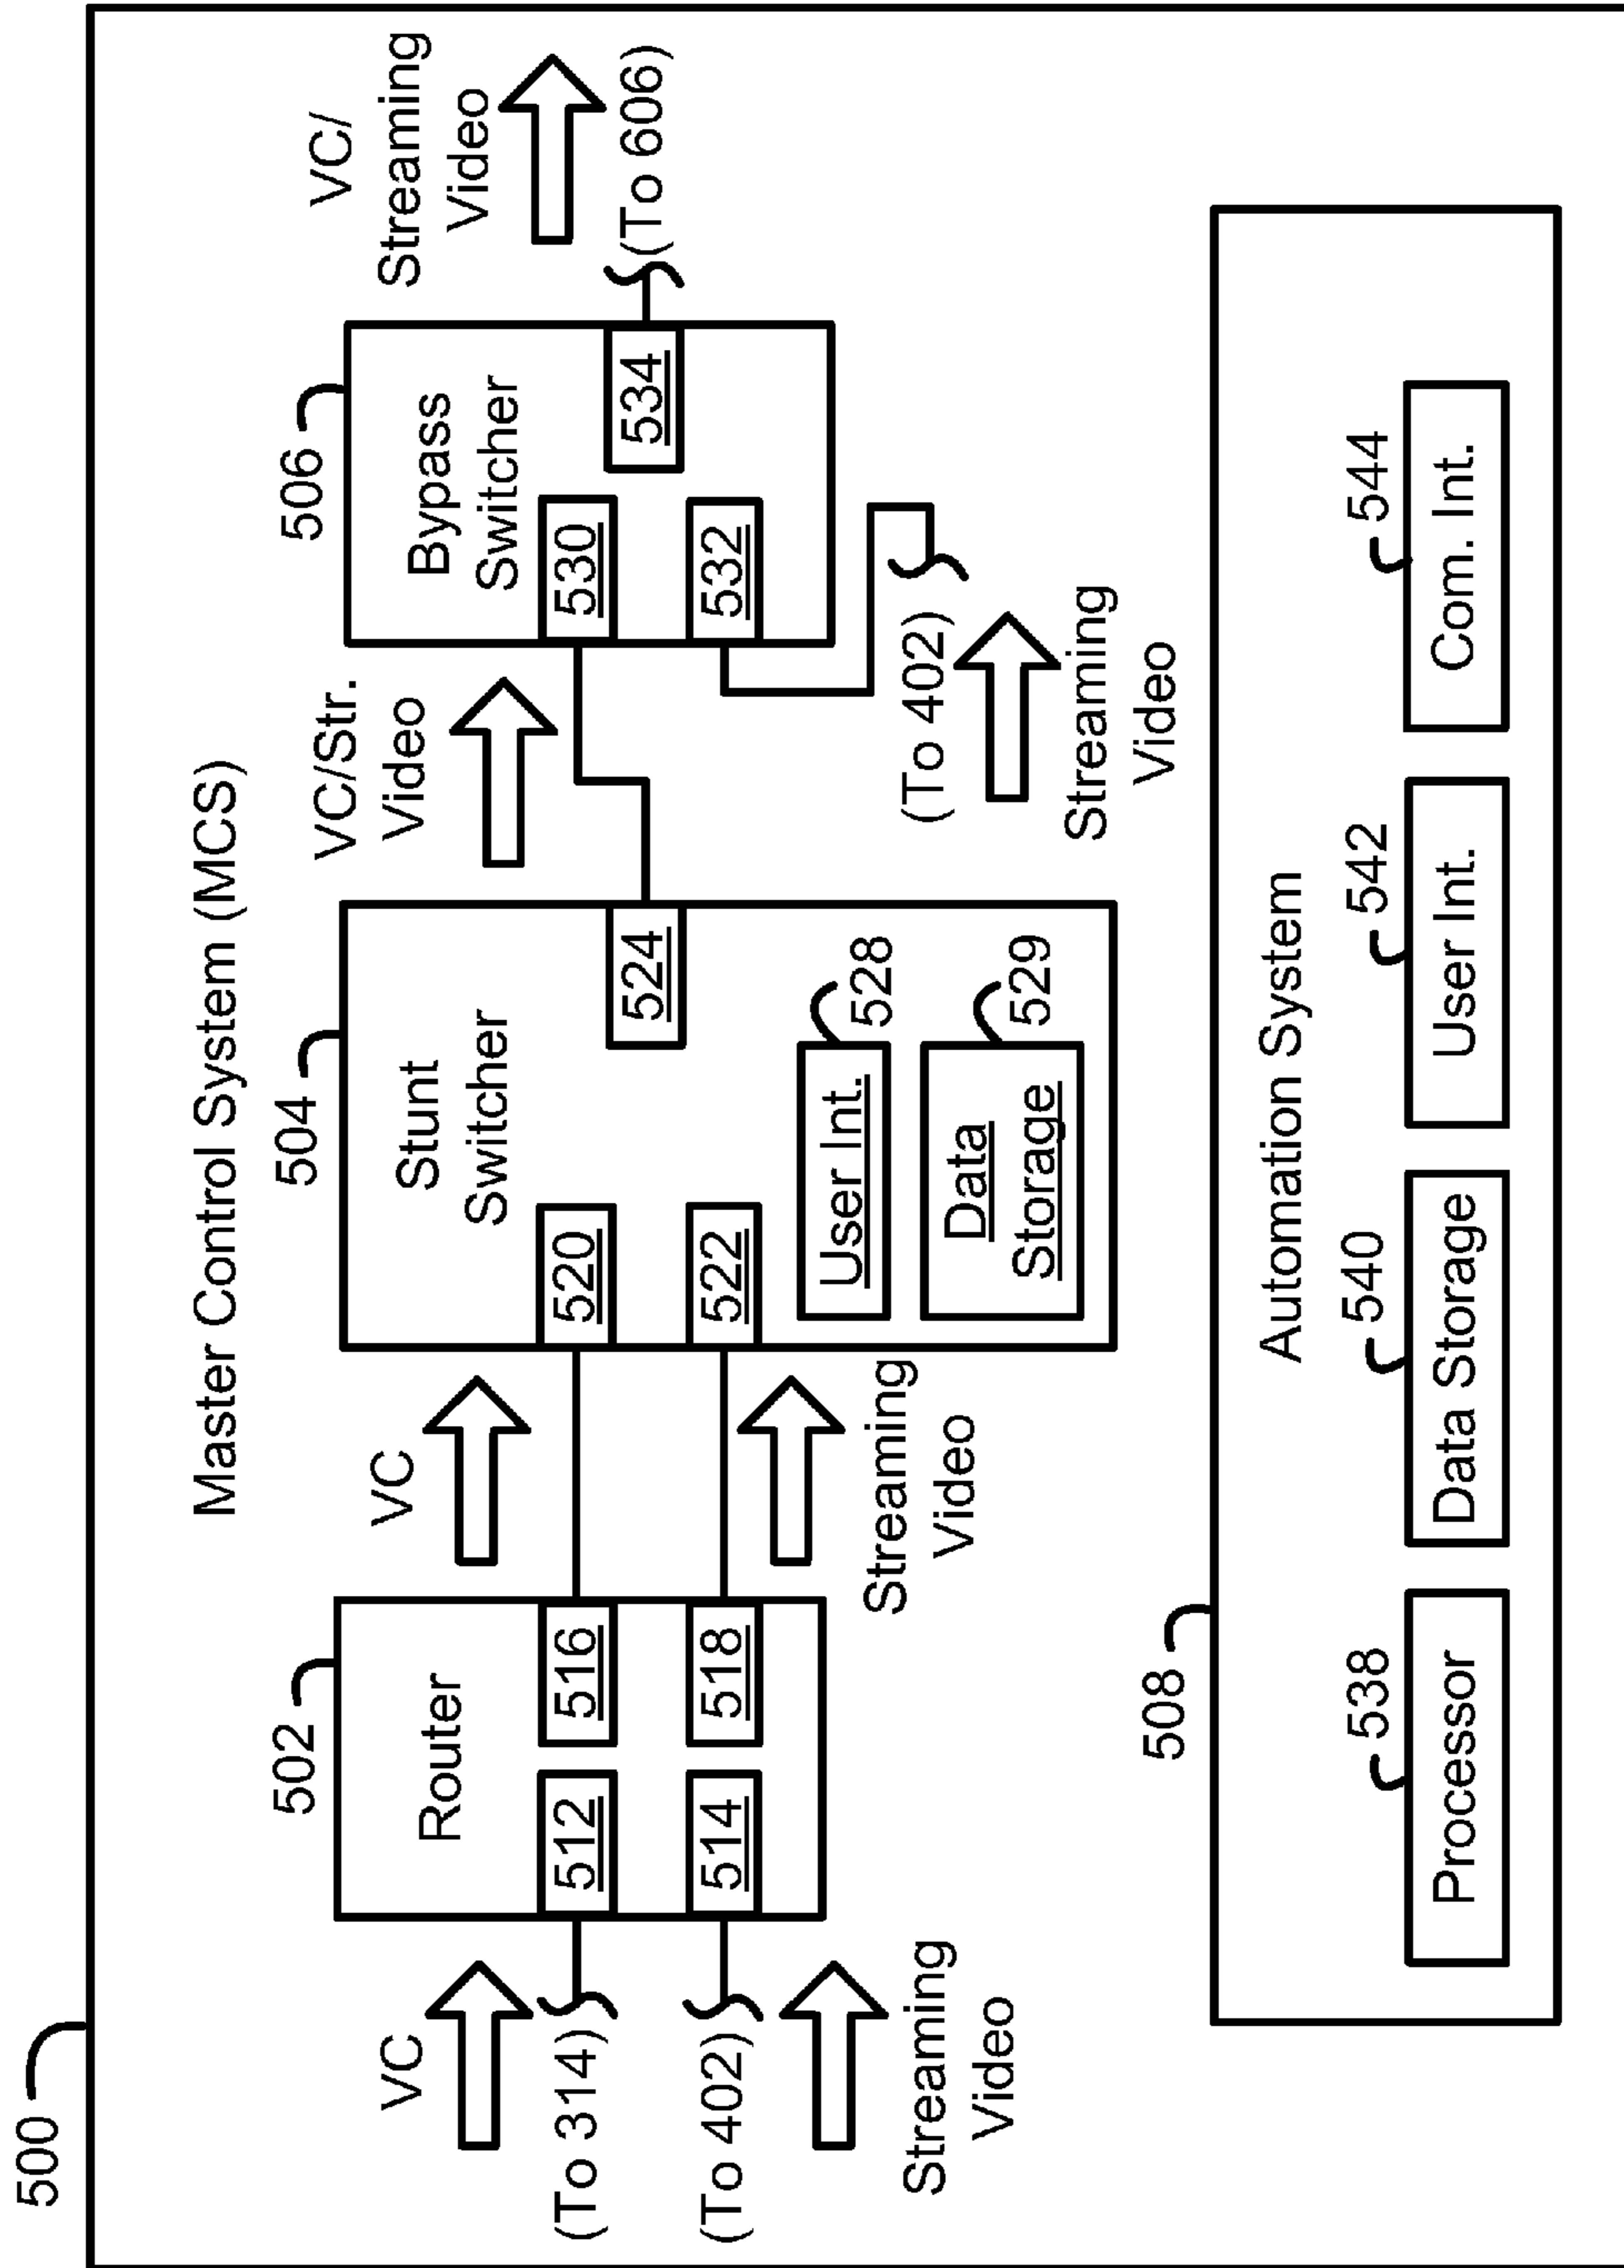 500
Master Control System (MCS)
502
Router
512
516
514
518
VC
(To 314)
(To 402)
Streaming
Video
VC
Streaming
Video
504
Stunt
Switcher
520
522
524
User Int.
528
Data
Storage
529
VC/Str.
Video
506
Bypass
Switcher
530
532
534
(To 402)
Streaming
Video
VC/
Streaming
Video
(To 606)
508
Automation System
538
Processor
540
Data Storage
542
User Int.
544
Com. Int.